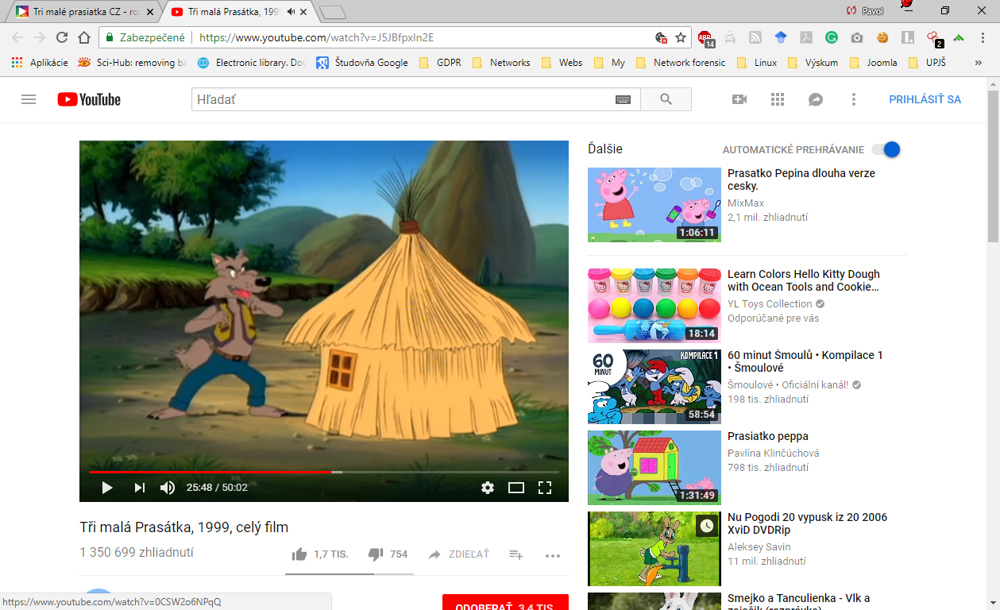 Tri malé prasiatka CZ - ro
Tři malá Prasátka, 199
Pavol
Zabezpečené
https://www.youtube.com/watch?v=J5JBfpxIn2E
ABP
14
2
Aplikácie
Sci-Hub: removing ba
Electronic library. Dow
Študovňa Google
GDPR
Networks
Webs
My
Network forensic
Linux
Výskum
Joomla
UPJŠ
»
YouTube
Hľadať
PRIHLÁSIŤ SA
25:48 / 50:02
Tři malá Prasátka, 1999, celý film
1 350 699 zhliadnutí
1,7 TIS.
754
ZDIEĽAŤ
ODOBERAŤ 3,4 TIS.
https://www.youtube.com/watch?v=0CSW2o6NPqQ
Ďalšie
AUTOMATICKÉ PREHRÁVANIE
1:06:11
Prasatko Pepina dlouha verze
cesky.
MixMax
2,1 mil. zhliadnutí
18:14
Learn Colors Hello Kitty Dough
with Ocean Tools and Cookie...
YL Toys Collection
Odporúčané pre vás
60
MINUT
KOMPILACE 1
58:54
60 minut Šmoulů • Kompilace 1
• Šmoulové
Šmoulové • Oficiální kanál!
198 tis. zhliadnutí
1:31:49
Prasiatko peppa
Pavlína Klinčúchová
798 tis. zhliadnutí
Nu Pogodi 20 vypusk iz 20 2006
XviD DVDRip
Aleksey Savin
11 mil. zhliadnutí
Smejko a Tanculienka - Vlk a
zajačik (rozprávka)